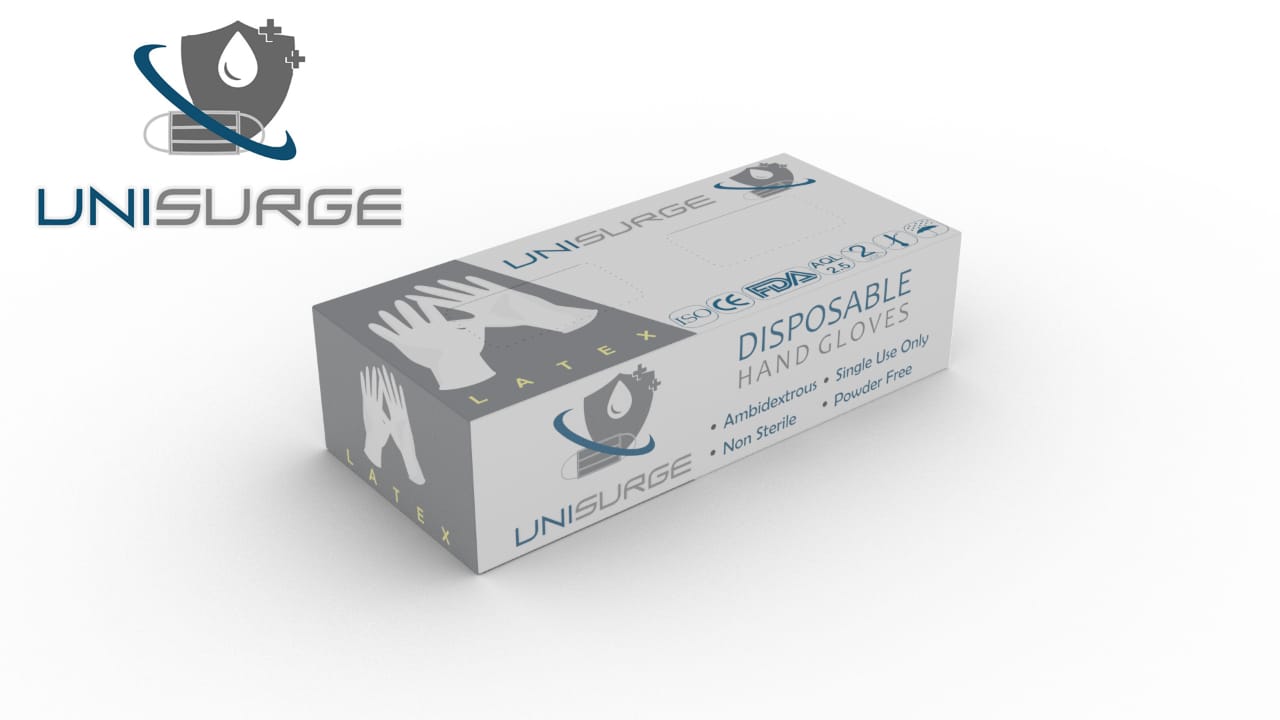 UNISURGE
UNISURGE
ISO CE FDA AQL 2.5 2
LATEX
DISPOSABLE
HAND GLOVES
• Ambidextrous • Single Use Only
• Non Sterile • Powder Free
UNISURGE
LATEX